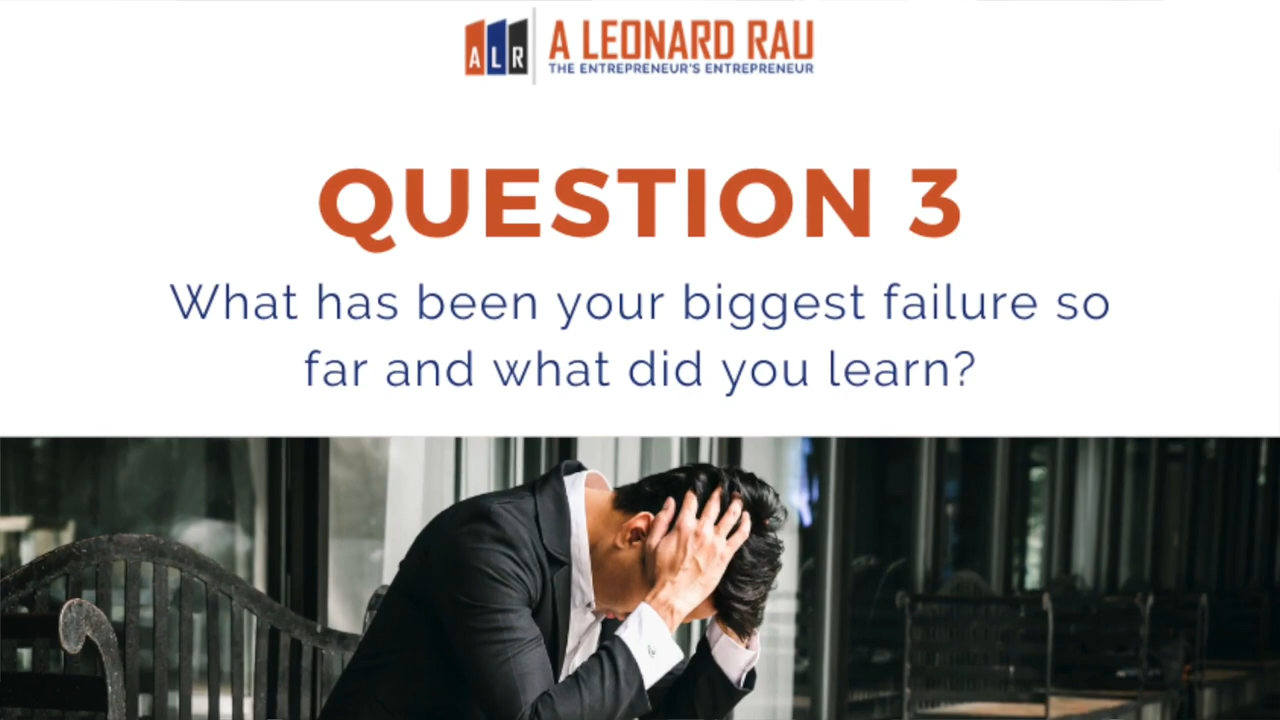 ALR
A LEONARD RAU
THE ENTREPRENEUR'S ENTREPRENEUR
QUESTION 3
What has been your biggest failure so
far and what did you learn?